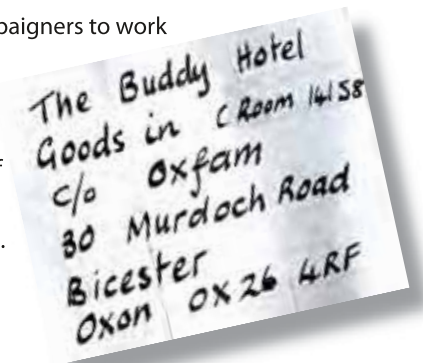 paigners to work
The Buddy Hotel
Goods in (Room 14158
c/o Oxfam
30 Murdoch Road
Bicester
Oxon OX26 4RF